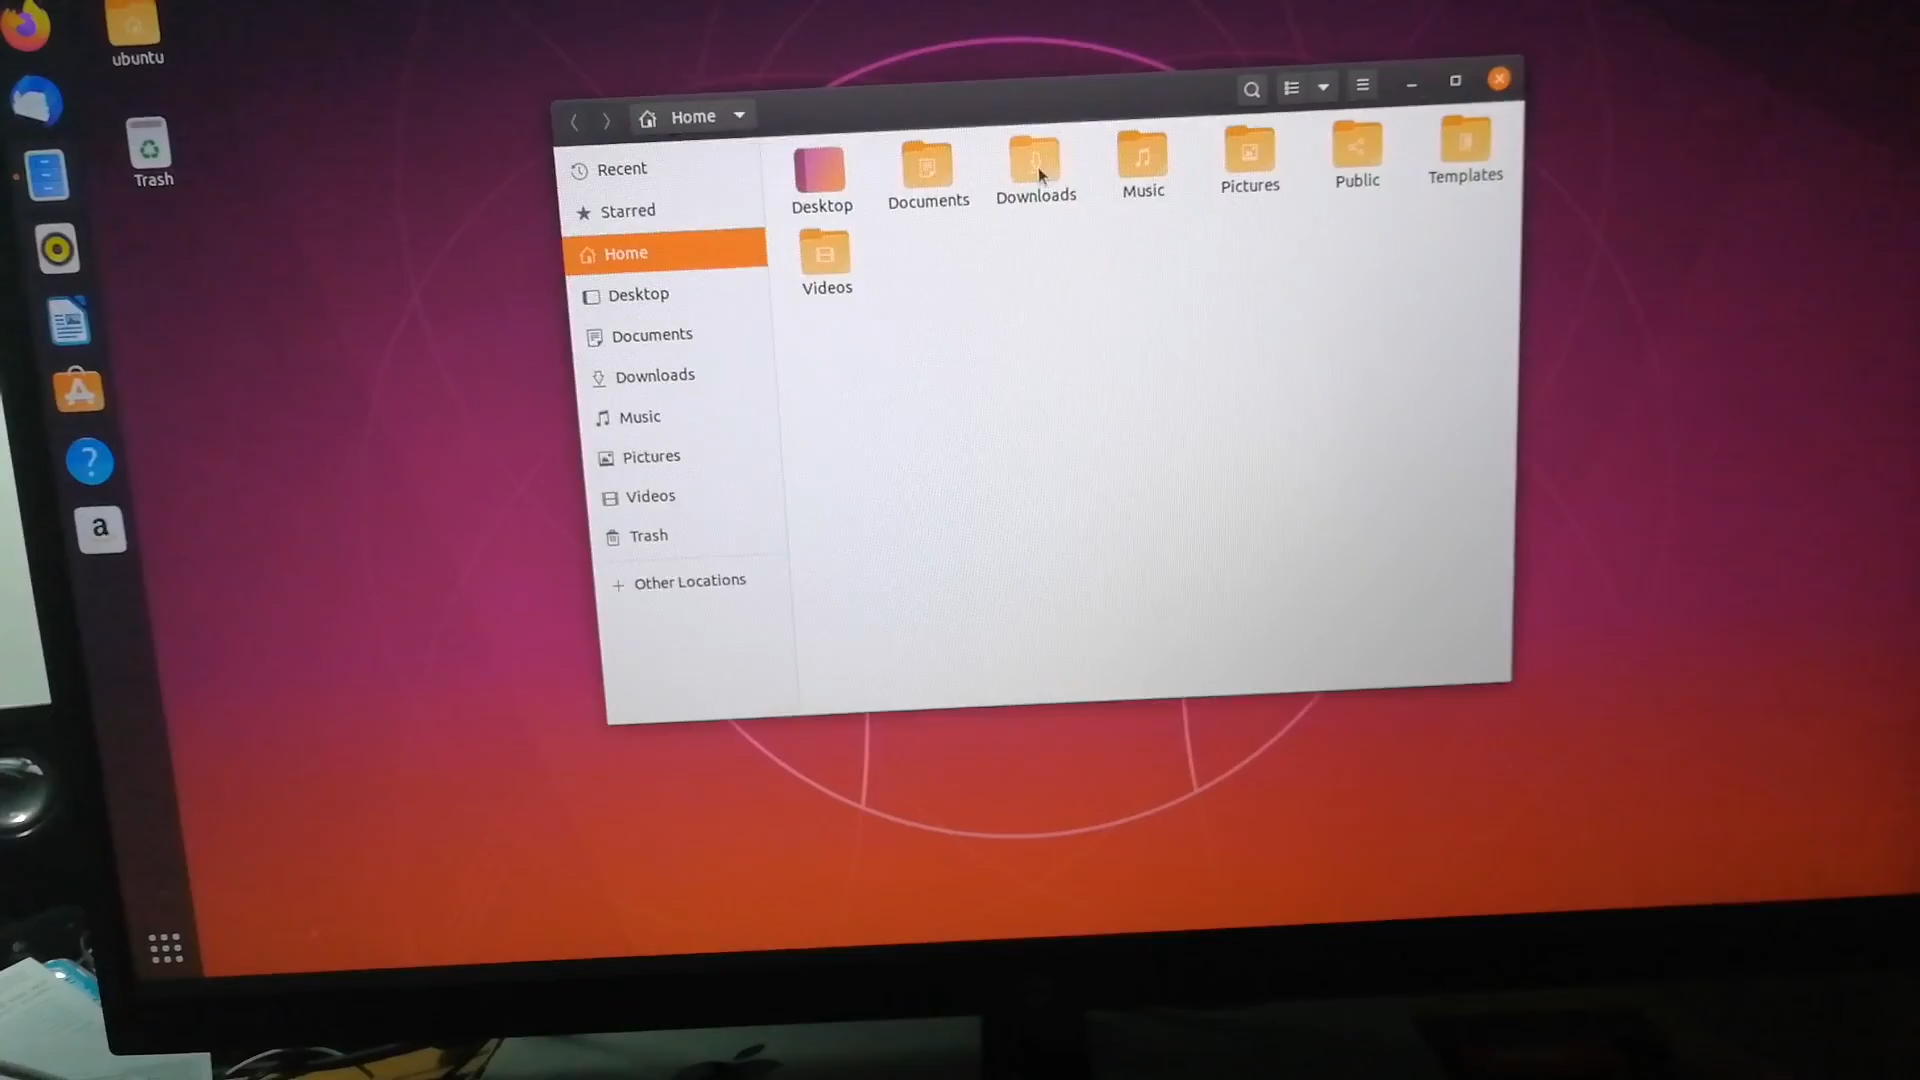 ubuntu
Trash
Home
Recent
Starred
Home
Desktop
Documents
Downloads
Music
Pictures
Videos
Trash
Other Locations
Desktop
Documents
Downloads
Music
Pictures
Public
Templates
Videos
?
a